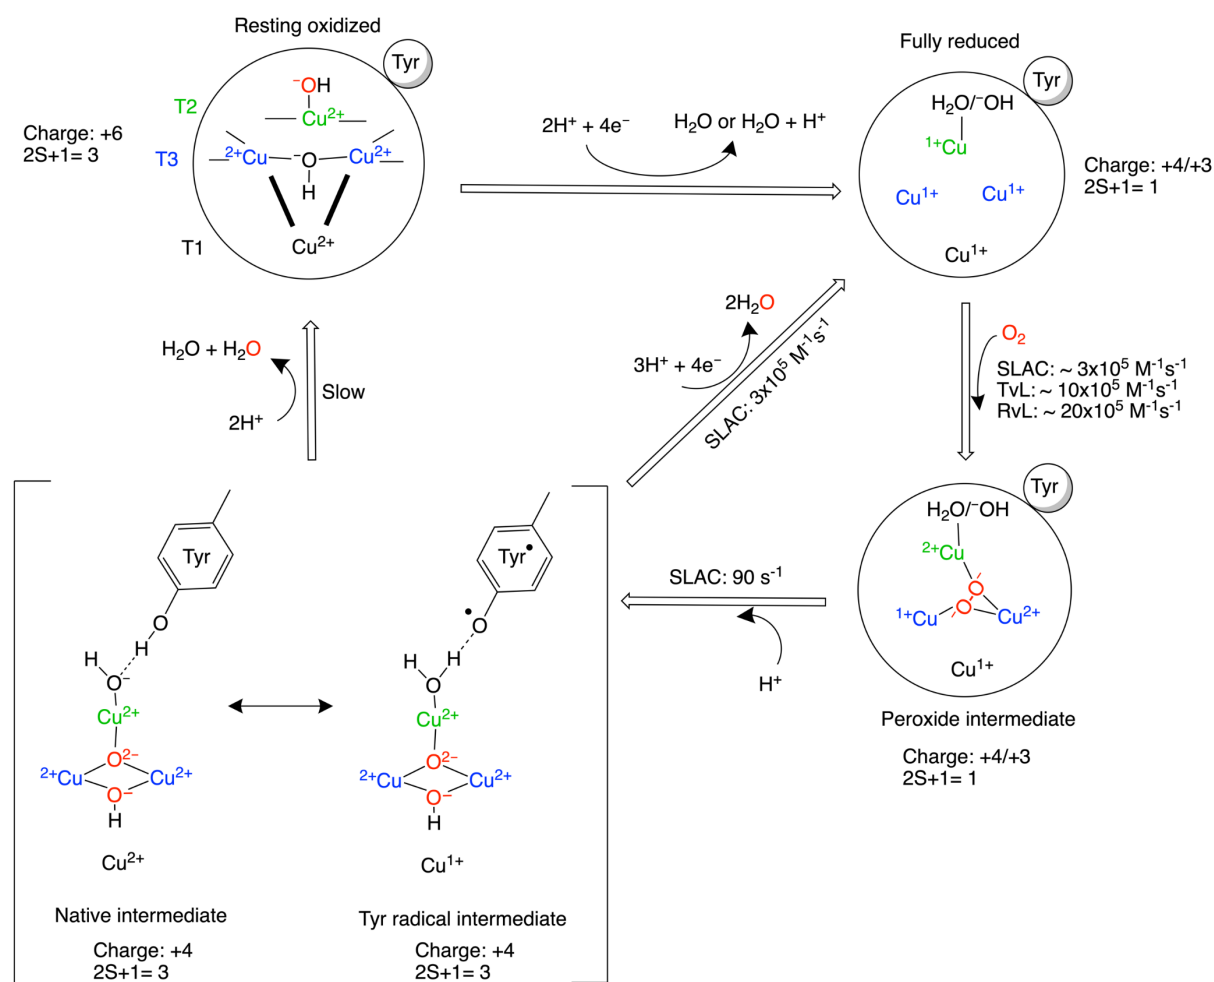 Resting oxidized
Tyr
⁻OH
T2
Cu²⁺
Charge: +6
2S+1= 3
T3
²⁺Cu
⁻O
H
Cu²⁺
T1
Cu²⁺
2H⁺ + 4e⁻
H₂O or H₂O + H⁺
Fully reduced
Tyr
H₂O/⁻OH
¹⁺Cu
Cu¹⁺
Cu¹⁺
Cu¹⁺
Charge: +4/+3
2S+1= 1
H₂O + H₂O
2H⁺
Slow
2H₂O
3H⁺ + 4e⁻
SLAC: 3x10⁵ M⁻¹s⁻¹
O₂
SLAC: ~ 3x10⁵ M⁻¹s⁻¹
TvL: ~ 10x10⁵ M⁻¹s⁻¹
RvL: ~ 20x10⁵ M⁻¹s⁻¹
Tyr
H₂O/⁻OH
²⁺Cu
O
O
¹⁺Cu
Cu²⁺
Cu¹⁺
Peroxide intermediate
Charge: +4/+3
2S+1= 1
SLAC: 90 s⁻¹
H⁺
Tyr
O
H
H
O⁻
Cu²⁺
O²⁻
²⁺Cu
Cu²⁺
O⁻
H
Cu²⁺
Native intermediate
Charge: +4
2S+1= 3
Tyr•
•
O
H
H
O
Cu²⁺
O²⁻
²⁺Cu
Cu²⁺
O⁻
H
Cu¹⁺
Tyr radical intermediate
Charge: +4
2S+1= 3